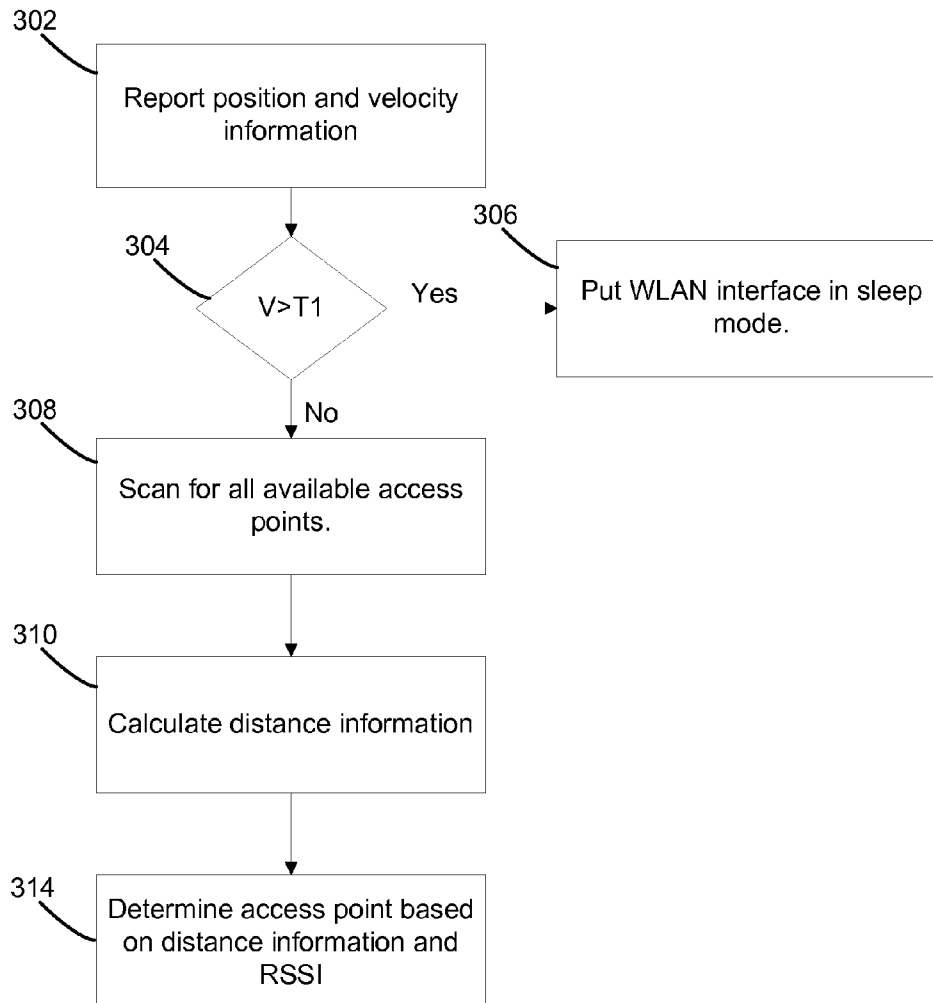 302
Report position and velocity
information
304
V>T1
Yes
306
Put WLAN interface in sleep
mode.
No
308
Scan for all available access
points.
310
Calculate distance information
314
Determine access point based
on distance information and
RSSI